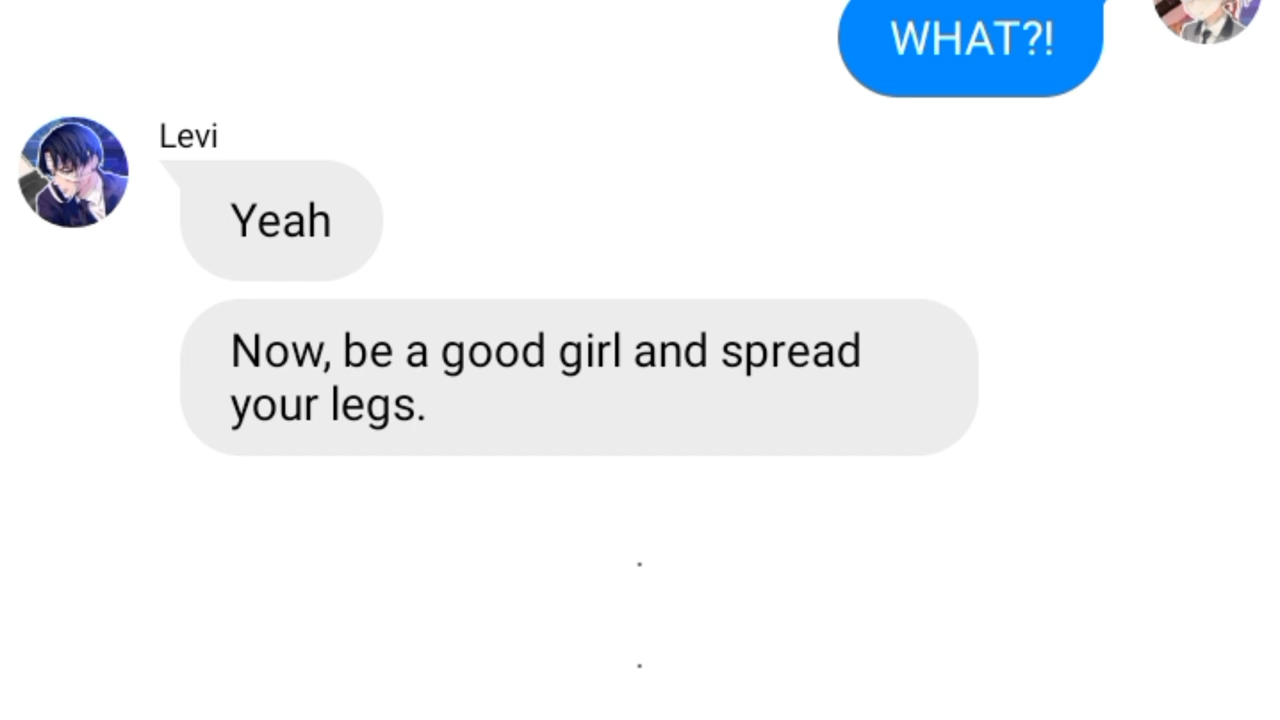 WHAT?!
Levi
Yeah
Now, be a good girl and spread
your legs.
.
.